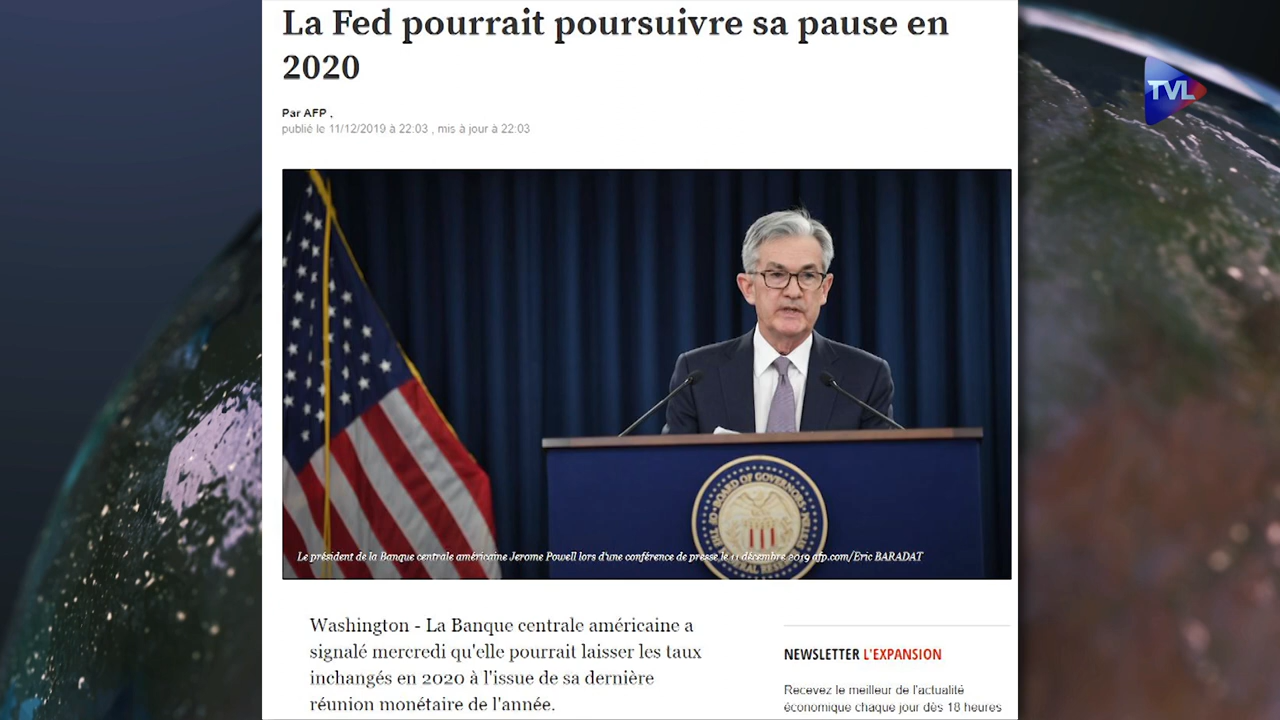 La Fed pourrait poursuivre sa pause en
2020
TVL
Par AFP ,
publié le 11/12/2019 à 22:03 , mis à jour à 22:03
BOARD OF GOVERNORS
Le président de la Banque centrale américaine Jerome Powell lors d'une conférence de presse le 11 décembre 2019 afp.com/Eric BARADAT
Washington - La Banque centrale américaine a
signalé mercredi qu'elle pourrait laisser les taux
inchangés en 2020 à l'issue de sa dernière
réunion monétaire de l'année.
NEWSLETTER L'EXPANSION
Recevez le meilleur de l'actualité
économique chaque jour dès 18 heures